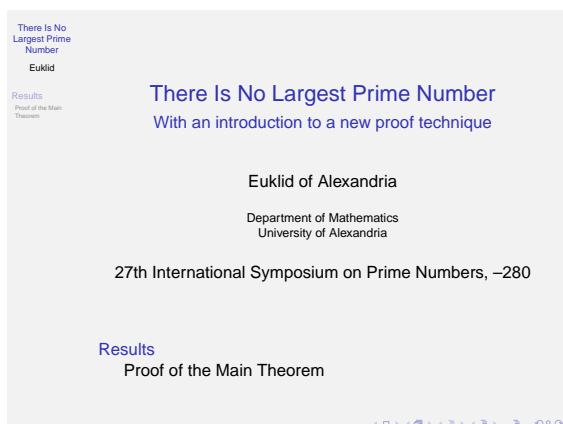 There Is No
Largest Prime
Number
Euklid
Results
Proof of the Main
Theorem
There Is No Largest Prime Number
With an introduction to a new proof technique
Euklid of Alexandria
Department of Mathematics
University of Alexandria
27th International Symposium on Prime Numbers, –280
Results
Proof of the Main Theorem